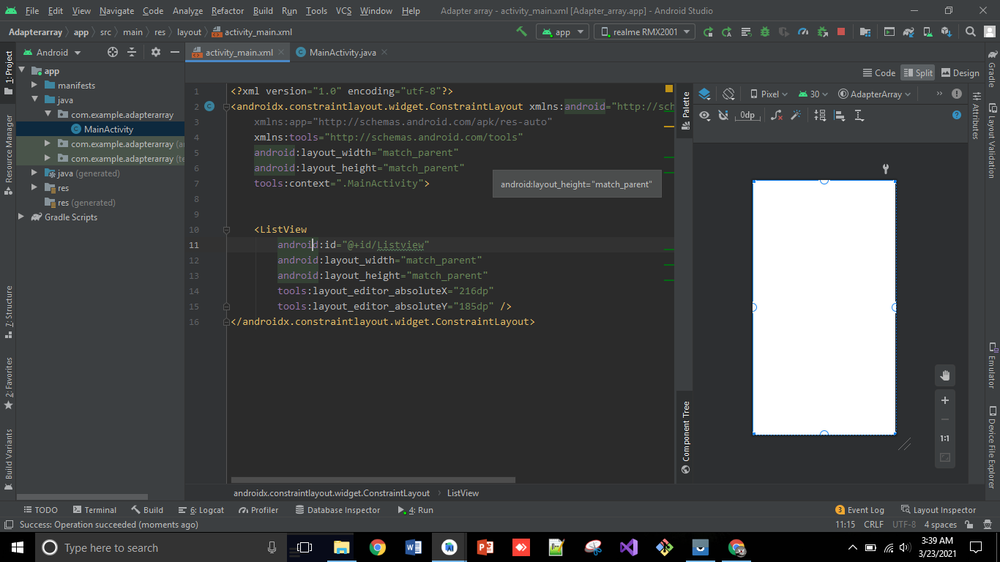 File Edit View Navigate Code Analyze Refactor Build Run Tools VCS Window Help Adapter array - activity_main.xml [Adapter_array.app] - Android Studio
Adapterarray app src main res layout activity_main.xml app realme RMX2001
Android activity_main.xml MainActivity.java
Code Split Design
1: Project
Resource Manager
7: Structure
2: Favorites
Build Variants
app
manifests
java
com.example.adapterarray
MainActivity
com.example.adapterarray (a
com.example.adapterarray (te
java (generated)
res
res (generated)
Gradle Scripts
1 <?xml version="1.0" encoding="utf-8"?>
2 <androidx.constraintlayout.widget.ConstraintLayout xmlns:android="http://sch
3 xmlns:app="http://schemas.android.com/apk/res-auto"
4 xmlns:tools="http://schemas.android.com/tools"
5 android:layout_width="match_parent"
6 android:layout_height="match_parent"
7 tools:context=".MainActivity">
8
9
10 <ListView
11 android:id="@+id/Listview"
12 android:layout_width="match_parent"
13 android:layout_height="match_parent"
14 tools:layout_editor_absoluteX="216dp"
15 tools:layout_editor_absoluteY="185dp" />
16 </androidx.constraintlayout.widget.ConstraintLayout>
android:layout_height="match_parent"
Palette
Component Tree
Pixel 30 AdapterArray
0dp
1:1
Gradle
Attributes
Layout Validation
Emulator
Device File Explorer
androidx.constraintlayout.widget.ConstraintLayout ListView
TODO Terminal Build 6: Logcat Profiler Database Inspector 4: Run 3 Event Log Layout Inspector
Success: Operation succeeded (moments ago) 11:15 CRLF UTF-8 4 spaces
Type here to search
3:39 AM
3/23/2021